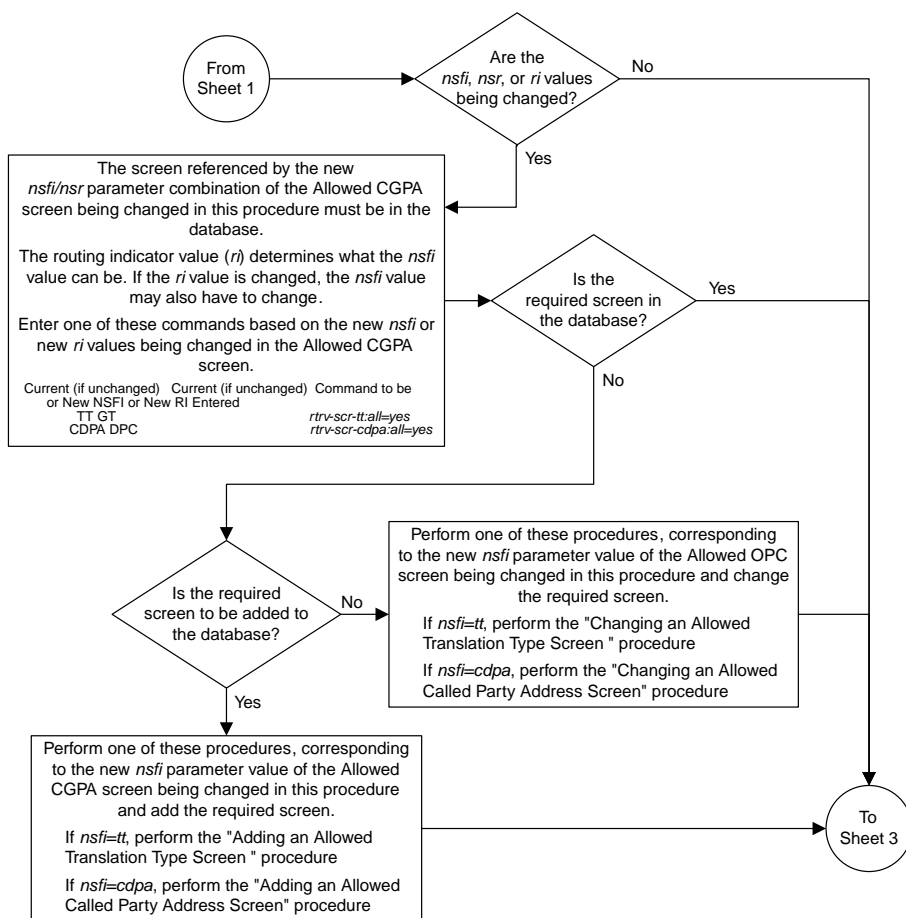 From
Sheet 1
Are the
nsfi, nsr, or ri values
being changed?
No
Yes
The screen referenced by the new
nsfi/nsr parameter combination of the Allowed CGPA
screen being changed in this procedure must be in the
database.
The routing indicator value (ri) determines what the nsfi
value can be. If the ri value is changed, the nsfi value
may also have to change.
Enter one of these commands based on the new nsfi or
new ri values being changed in the Allowed CGPA
screen.
Current (if unchanged) Current (if unchanged) Command to be
or New NSFI or New RI Entered
TT GT rtrv-scr-tt:all=yes
CDPA DPC rtrv-scr-cdpa:all=yes
Is the
required screen in
the database?
Yes
No
Is the required
screen to be added to
the database?
No
Yes
Perform one of these procedures, corresponding
to the new nsfi parameter value of the Allowed OPC
screen being changed in this procedure and change
the required screen.
If nsfi=tt, perform the "Changing an Allowed
Translation Type Screen " procedure
If nsfi=cdpa, perform the "Changing an Allowed
Called Party Address Screen" procedure
Perform one of these procedures, corresponding
to the new nsfi parameter value of the Allowed
CGPA screen being changed in this procedure
and add the required screen.
If nsfi=tt, perform the "Adding an Allowed
Translation Type Screen " procedure
If nsfi=cdpa, perform the "Adding an Allowed
Called Party Address Screen" procedure
To
Sheet 3